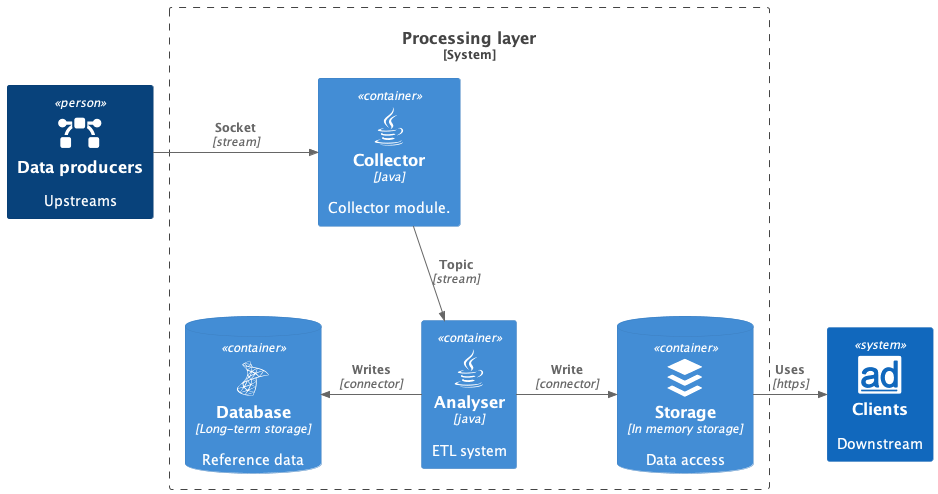 Processing layer
[System]
«person»
Data producers
Upstreams
Socket
[stream]
«container»
Collector
[Java]
Collector module.
Topic
[stream]
«container»
Database
[Long-term storage]
Reference data
Writes
[connector]
«container»
Analyser
[java]
ETL system
Write
[connector]
«container»
Storage
[In memory storage]
Data access
Uses
[https]
«system»
ad
Clients
Downstream